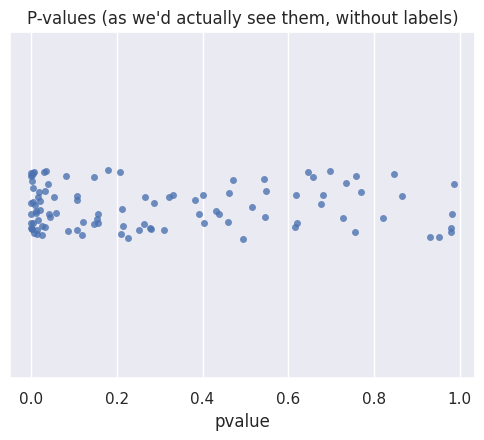 P-values (as we'd actually see them, without labels)
0.0 0.2 0.4 0.6 0.8 1.0
pvalue